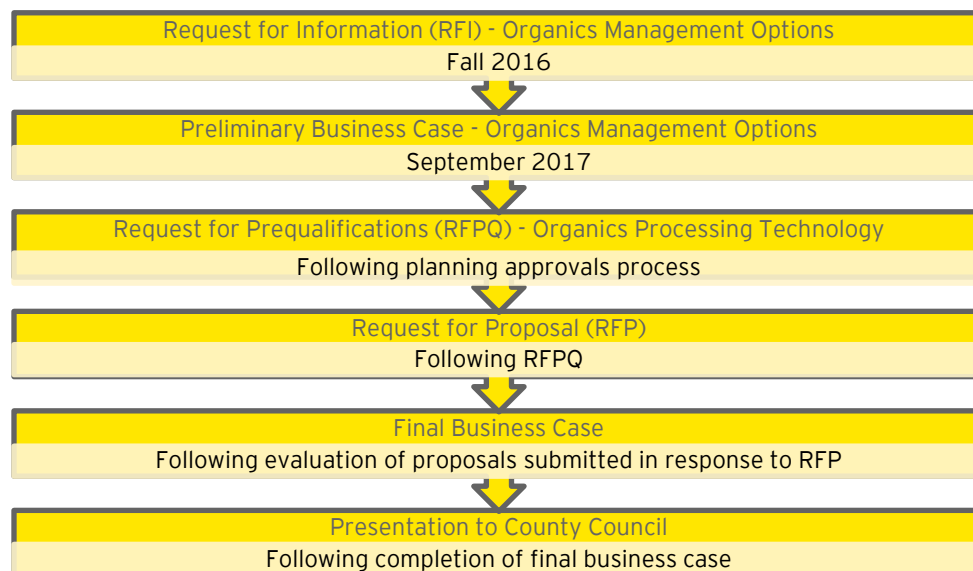 Request for Information (RFI) - Organics Management Options
Fall 2016
Preliminary Business Case - Organics Management Options
September 2017
Request for Prequalifications (RFPQ) - Organics Processing Technology
Following planning approvals process
Request for Proposal (RFP)
Following RFPQ
Final Business Case
Following evaluation of proposals submitted in response to RFP
Presentation to County Council
Following completion of final business case